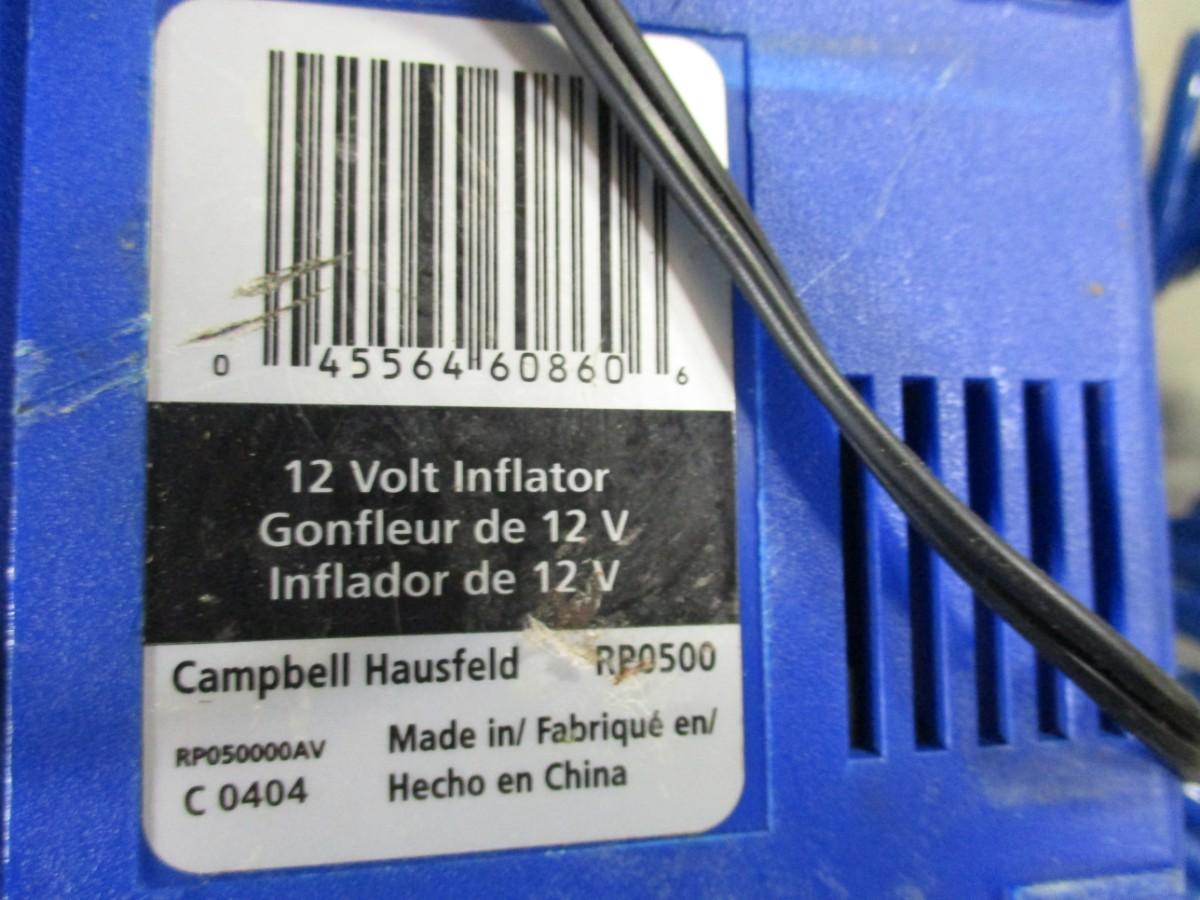 0 45564 60860 6
12 Volt Inflator
Gonfleur de 12 V
Inflador de 12 V
Campbell Hausfeld RP0500
RP050000AV
C 0404
Made in/ Fabriqué en/
Hecho en China